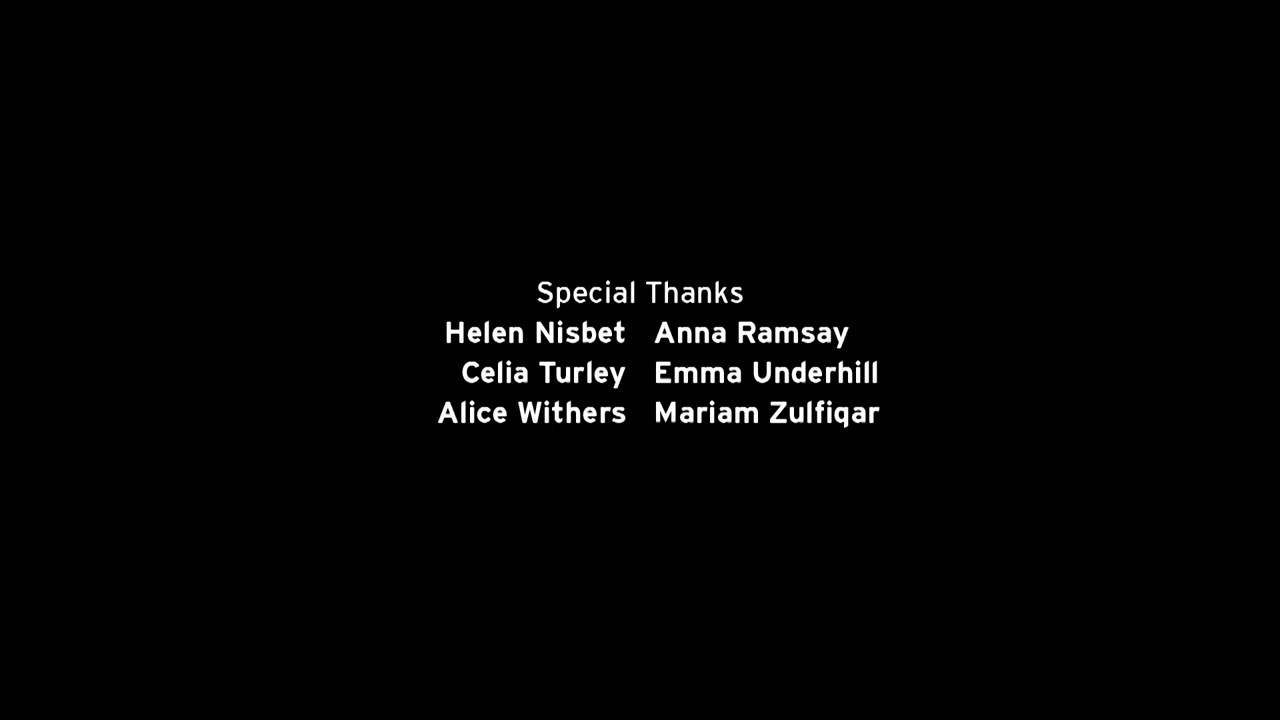 Special Thanks
Helen Nisbet Anna Ramsay
Celia Turley Emma Underhill
Alice Withers Mariam Zulfiqar